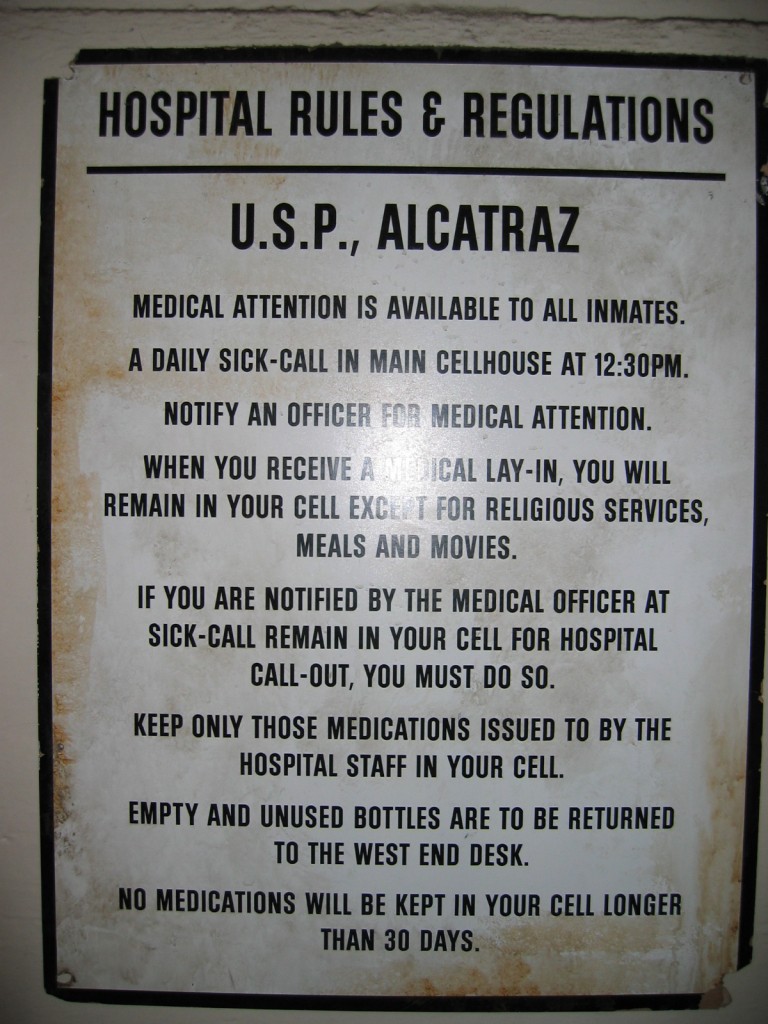 HOSPITAL RULES & REGULATIONS
U.S.P., ALCATRAZ
MEDICAL ATTENTION IS AVAILABLE TO ALL INMATES.
A DAILY SICK-CALL IN MAIN CELLHOUSE AT 12:30PM.
NOTIFY AN OFFICER FOR MEDICAL ATTENTION.
WHEN YOU RECEIVE A MEDICAL LAY-IN, YOU WILL
REMAIN IN YOUR CELL EXCEPT FOR RELIGIOUS SERVICES,
MEALS AND MOVIES.
IF YOU ARE NOTIFIED BY THE MEDICAL OFFICER AT
SICK-CALL REMAIN IN YOUR CELL FOR HOSPITAL
CALL-OUT, YOU MUST DO SO.
KEEP ONLY THOSE MEDICATIONS ISSUED TO BY THE
HOSPITAL STAFF IN YOUR CELL.
EMPTY AND UNUSED BOTTLES ARE TO BE RETURNED
TO THE WEST END DESK.
NO MEDICATIONS WILL BE KEPT IN YOUR CELL LONGER
THAN 30 DAYS.